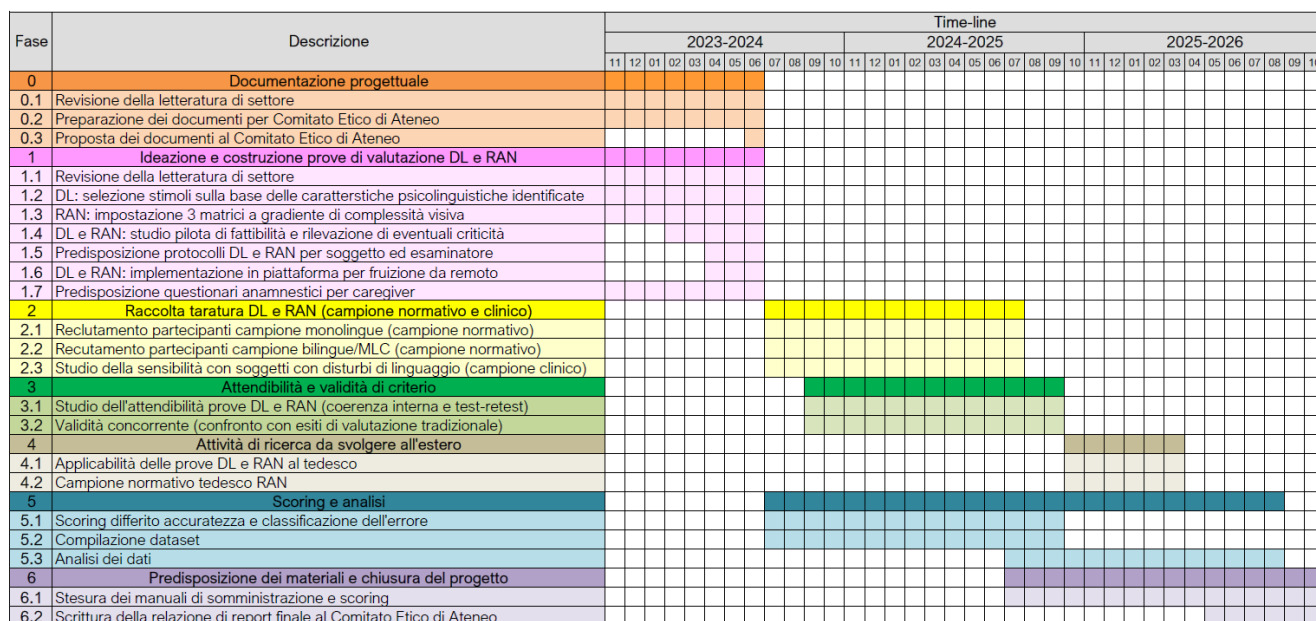 Time-line
Fase Descrizione 2023-2024 2024-2025 2025-2026
11 12 01 02 03 04 05 06 07 08 09 10 11 12 01 02 03 04 05 06 07 08 09 10 11 12 01 02 03 04 05 06 07 08 09
0 Documentazione progettuale
0.1 Revisione della letteratura di settore
0.2 Preparazione dei documenti per Comitato Etico di Ateneo
0.3 Proposta dei documenti al Comitato Etico di Ateneo
1 Ideazione e costruzione prove di valutazione DL e RAN
1.1 Revisione della letteratura di settore
1.2 DL: selezione stimoli sulla base delle caratterstiche psicolinguistiche identificate
1.3 RAN: impostazione 3 matrici a gradiente di complessità visiva
1.4 DL e RAN: studio pilota di fattibilità e rilevazione di eventuali criticità
1.5 Predisposizione protocolli DL e RAN per soggetto ed esaminatore
1.6 DL e RAN: implementazione in piattaforma per fruizione da remoto
1.7 Predisposizione questionari anamnestici per caregiver
2 Raccolta taratura DL e RAN (campione normativo e clinico)
2.1 Reclutamento partecipanti campione monolingue (campione normativo)
2.2 Recutamento partecipanti campione bilingue/MLC (campione normativo)
2.3 Studio della sensibilità con soggetti con disturbi di linguaggio (campione clinico)
3 Attendibilità e validità di criterio
3.1 Studio dell'attendibilità prove DL e RAN (coerenza interna e test-retest)
3.2 Validità concorrente (confronto con esiti di valutazione tradizionale)
4 Attività di ricerca da svolgere all'estero
4.1 Applicabilità delle prove DL e RAN al tedesco
4.2 Campione normativo tedesco RAN
5 Scoring e analisi
5.1 Scoring differito accuratezza e classificazione dell'errore
5.2 Compilazione dataset
5.3 Analisi dei dati
6 Predisposizione dei materiali e chiusura del progetto
6.1 Stesura dei manuali di somministrazione e scoring
6.2 Scrittura della relazione di report finale al Comitato Etico di Ateneo